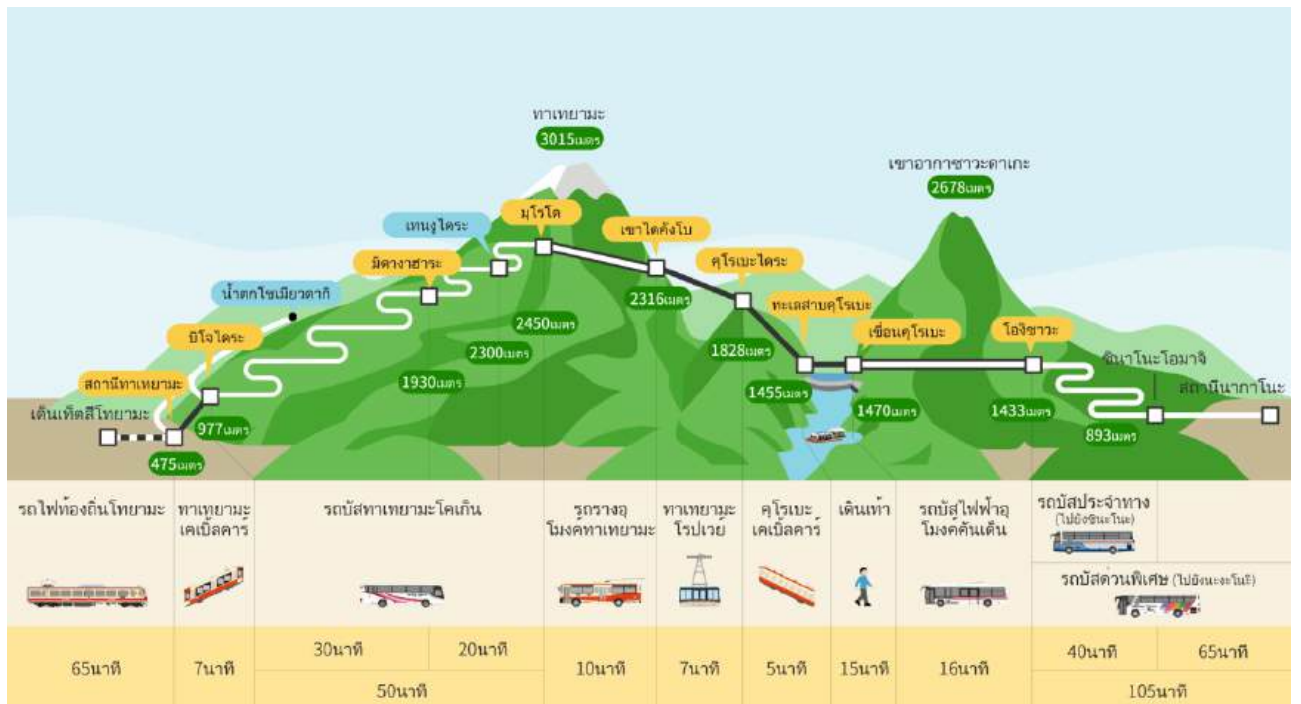 ทาเทยามะ
3015เมตร
เขาอากาซาวะดาเกะ
2678เมตร
มุโรโด
เทนงูไดระ
เขาไดคังโบ
มิดางาฮาระ
คุโรเบะไดระ
น้ำตกโชเมียวดากิ
2316เมตร
ทะเลสาบคุโรเบะ
2450เมตร
บิโจไดระ
เขื่อนคุโรเบะ
โองิซาวะ
2300เมตร
1828เมตร
ชินาโนะโอมาจิ
สถานีทาเทยามะ
1930เมตร
1455เมตร
สถานีนากาโนะ
เด็นเท็ตสึโทยามะ
977เมตร
1470เมตร
1433เมตร
893เมตร
475เมตร
รถไฟท้องถิ่นโทยามะ
ทาเทยามะ
เคเบิ้ลคาร์
รถบัสทาเทยามะโคเก็น
รถรางอุ
โมงค์ทาเทยามะ
ทาเทยามะ
โรปเวย์
คุโรเบะ
เคเบิ้ลคาร์
เดินเท้า
รถบัสไฟฟ้าอุ
โมงค์คันเด็น
รถบัสประจำทาง
(ไปยังชินะโนะ)
รถบัสด่วนพิเศษ
65นาที
7นาที
30นาที
20นาที
50นาที
10นาที
7นาที
5นาที
15นาที
16นาที
40นาที
65นาที
105นาที